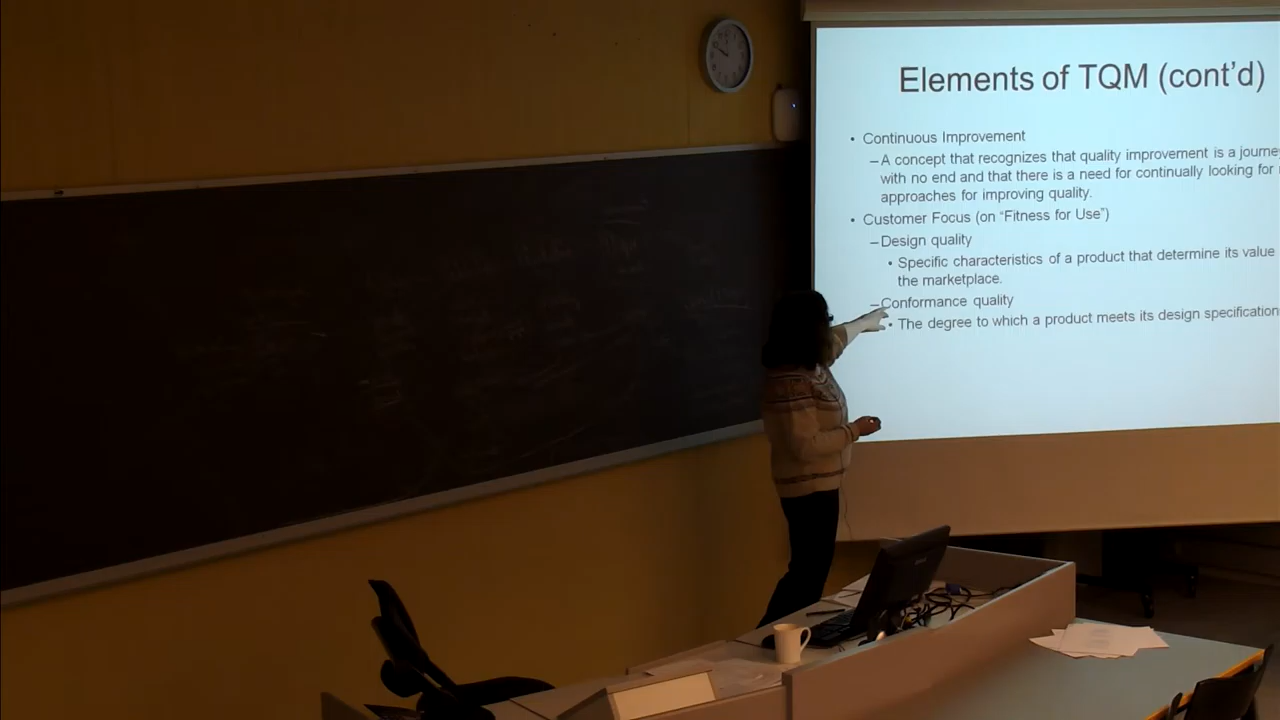 Elements of TQM (cont'd)
• Continuous Improvement
–A concept that recognizes that quality improvement is a
with no end and that there is a need for continually looking for
approaches for improving quality.
• Customer Focus (on “Fitness for Use”)
–Design quality
• Specific characteristics of a product that determine its value
the marketplace.
–Conformance quality
• The degree to which a product meets its design